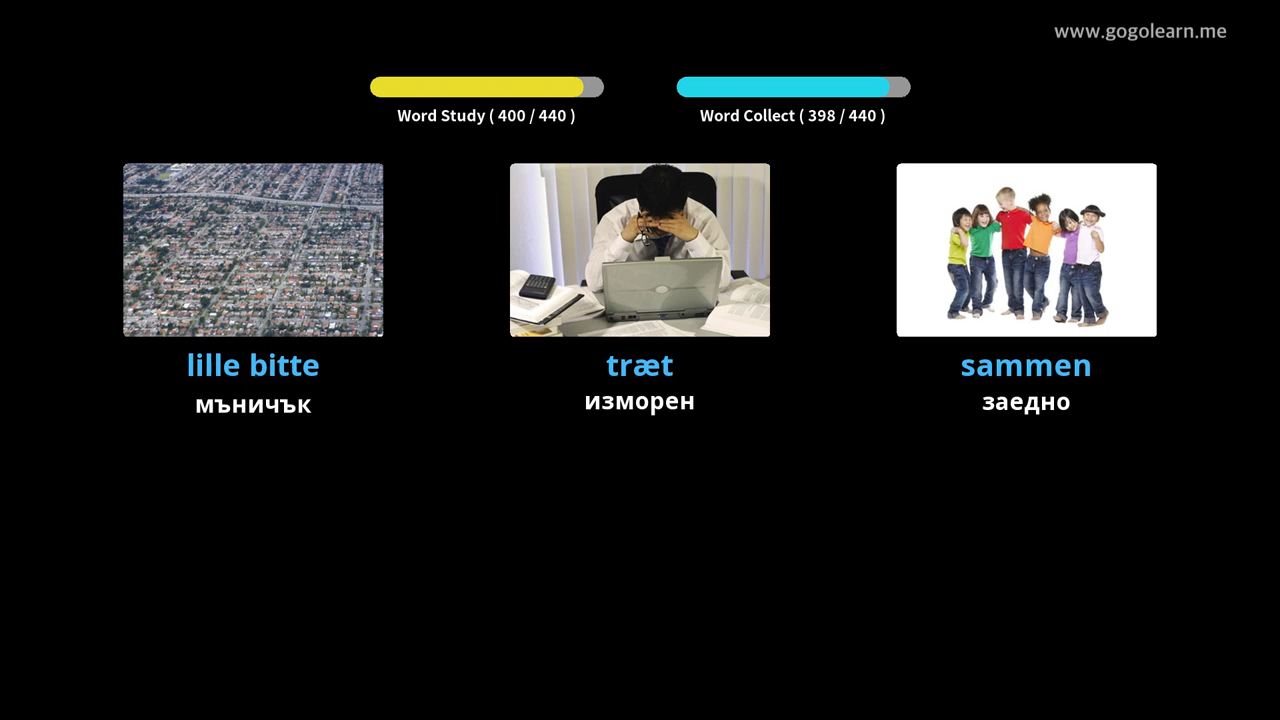 www.gogolearn.me
Word Study ( 400 / 440 )
Word Collect ( 398 / 440 )
lille bitte
мъничък
træt
изморен
sammen
заедно